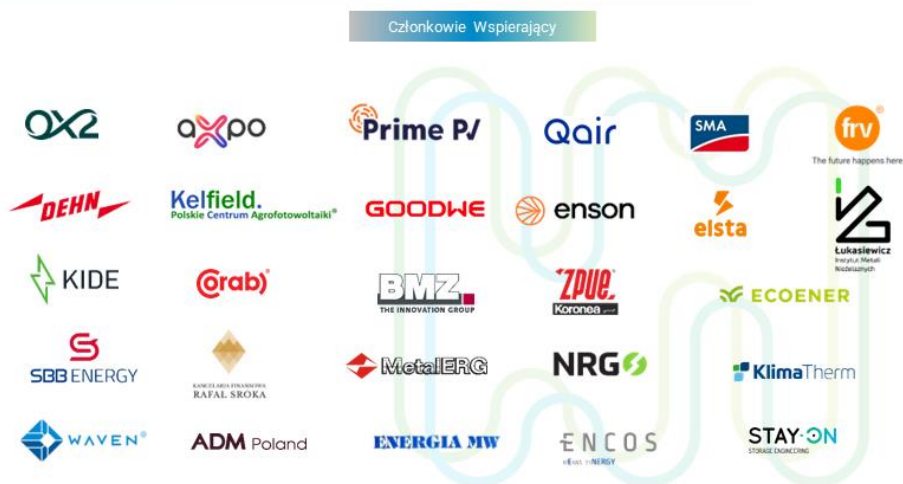 Członkowie Wspierający
OX2
axpo
Prime PV
Qair
SMA
frv®
The future happens here
DEHN
Kelfield.
Polskie Centrum Agrofotowoltaiki®
GOODWE
enson
elsta
Łukasiewicz
Instytut Metali
Nieżelaznych
KIDE
Corab®
BMZ
THE INNOVATION GROUP
ZPUE
Koronea group
ECOENER
SBB ENERGY
KANCELARIA FINANSOWA
RAFAŁ SROKA
MetalERG
NRG
KlimaTherm
WAVEN®
ADM Poland
ENERGIA MW
ENCOS
STAY-ON
STORAGE ENGINEERING